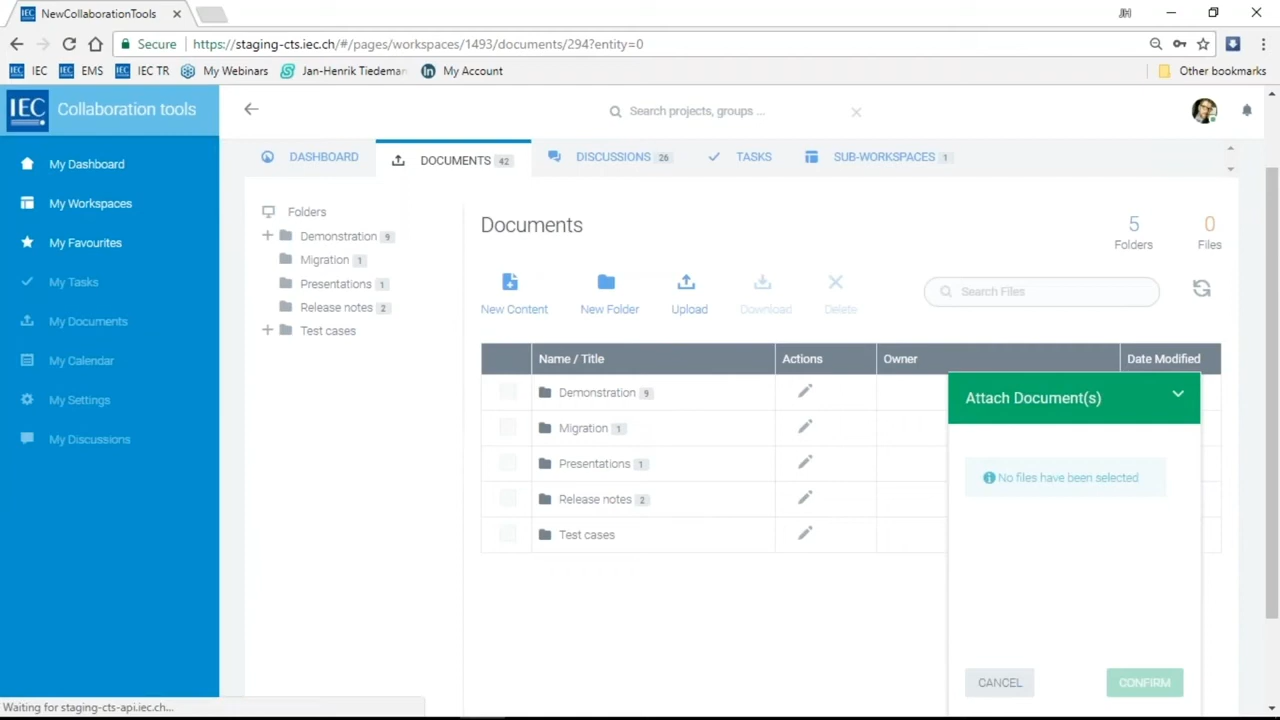 NewCollaborationTools
Secure https://staging-cts.iec.ch/#/pages/workspaces/1493/documents/294?entity=0
IEC EMS IEC TR My Webinars Jan-Henrik Tiedeman My Account Other bookmarks
IEC Collaboration tools
Search projects, groups ...
My Dashboard
My Workspaces
My Favourites
My Tasks
My Documents
My Calendar
My Settings
My Discussions
DASHBOARD DOCUMENTS 42 DISCUSSIONS 26 TASKS SUB-WORKSPACES 1
Folders
Demonstration 9
Migration 1
Presentations 1
Release notes 2
Test cases
Documents
5 Folders
0 Files
New Content New Folder Upload Download Delete
Search Files
Name / Title Actions Owner Date Modified
Demonstration 9
Migration 1
Presentations 1
Release notes 2
Test cases
Attach Document(s)
No files have been selected
CANCEL CONFIRM
Waiting for staging-cts-api.iec.ch...